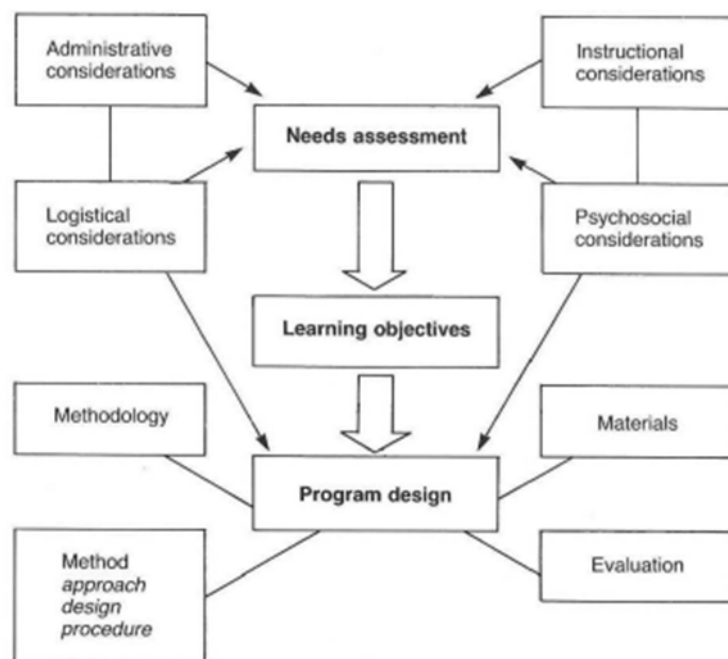 Administrative
considerations
Instructional
considerations
Needs assessment
Logistical
considerations
Psychosocial
considerations
Learning objectives
Methodology
Materials
Program design
Method
approach
design
procedure
Evaluation